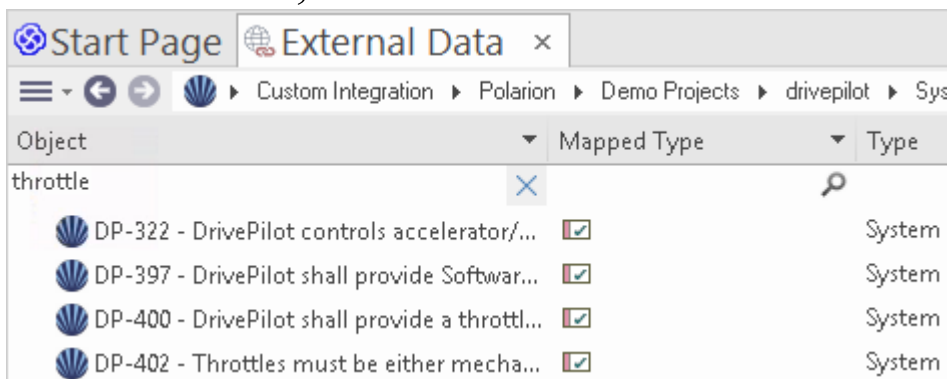 Start Page External Data ×
Custom Integration Polarion Demo Projects drivepilot Sys
Object Mapped Type Type
throttle
DP-322 - DrivePilot controls accelerator/... System
DP-397 - DrivePilot shall provide Softwar... System
DP-400 - DrivePilot shall provide a throttl... System
DP-402 - Throttles must be either mecha... System